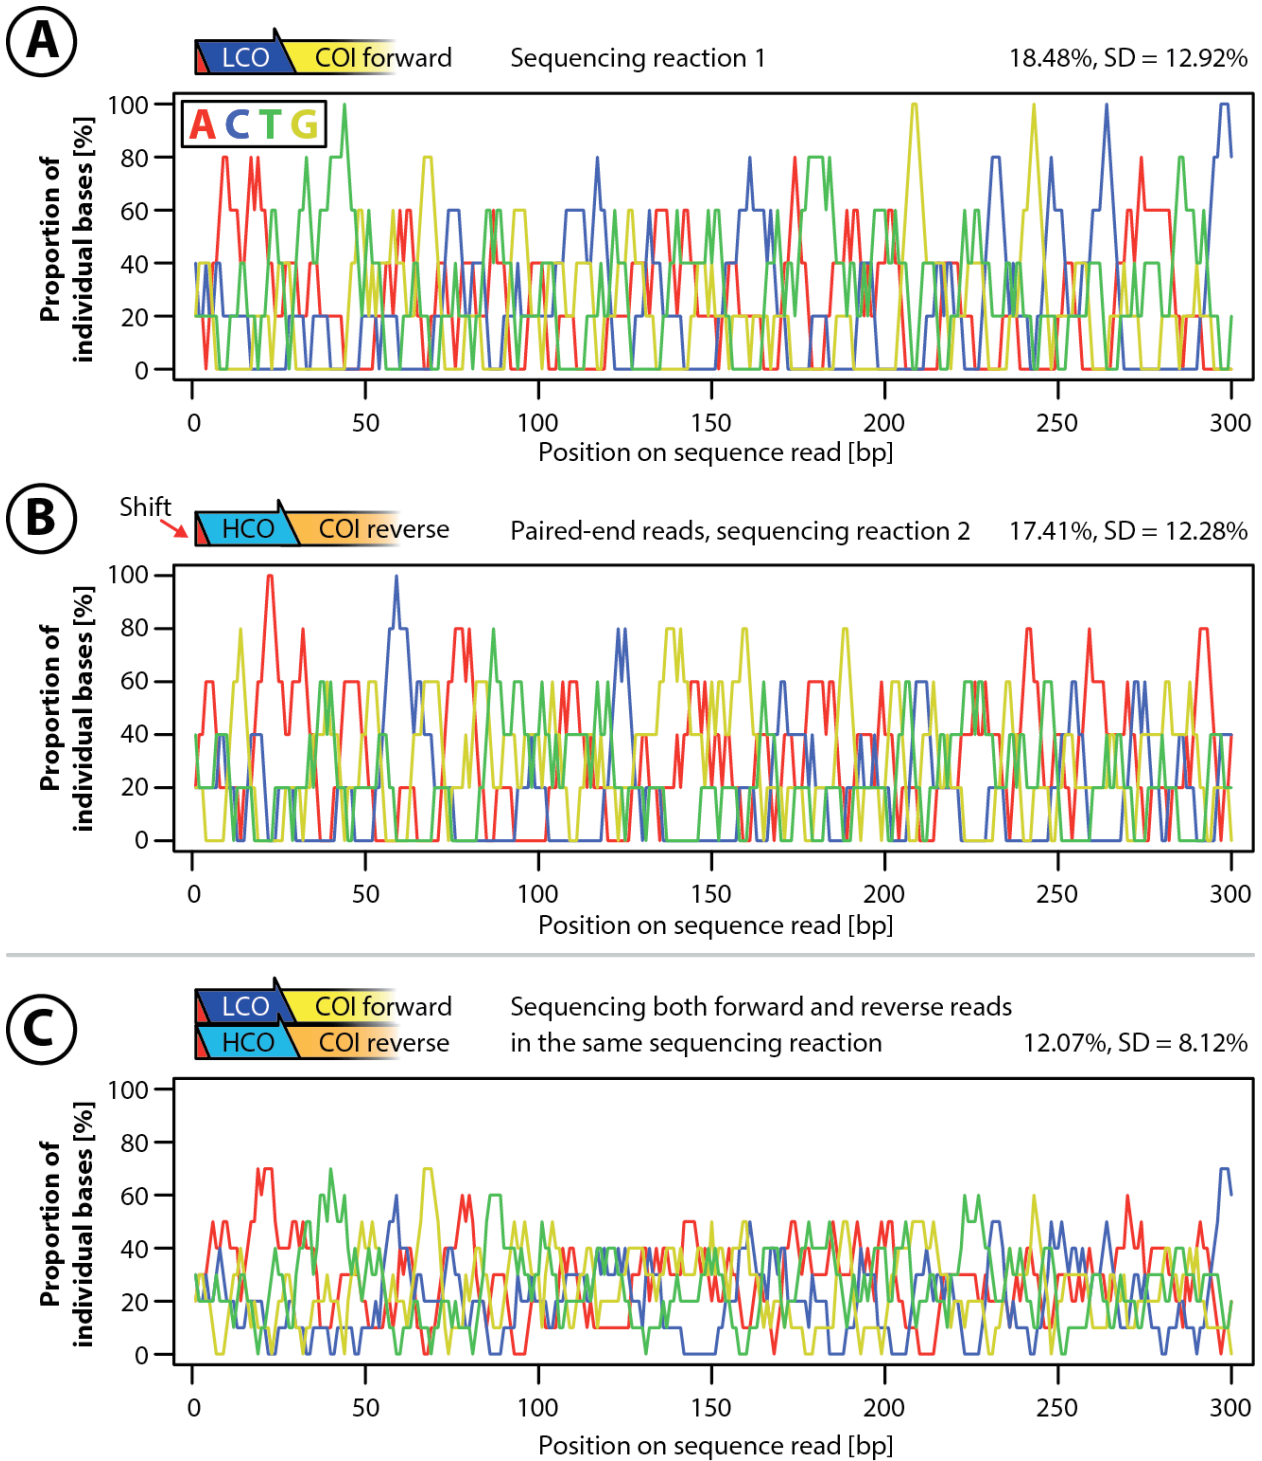 A
LCO COI forward Sequencing reaction 1 18.48%, SD = 12.92%
A C T G
Proportion of
individual bases [%]
100
80
60
40
20
0
0 50 100 150 200 250 300
Position on sequence read [bp]
B
Shift
HCO COI reverse Paired-end reads, sequencing reaction 2 17.41%, SD = 12.28%
Proportion of
individual bases [%]
100
80
60
40
20
0
0 50 100 150 200 250 300
Position on sequence read [bp]
C
LCO COI forward Sequencing both forward and reverse reads
HCO COI reverse in the same sequencing reaction 12.07%, SD = 8.12%
Proportion of
individual bases [%]
100
80
60
40
20
0
0 50 100 150 200 250 300
Position on sequence read [bp]